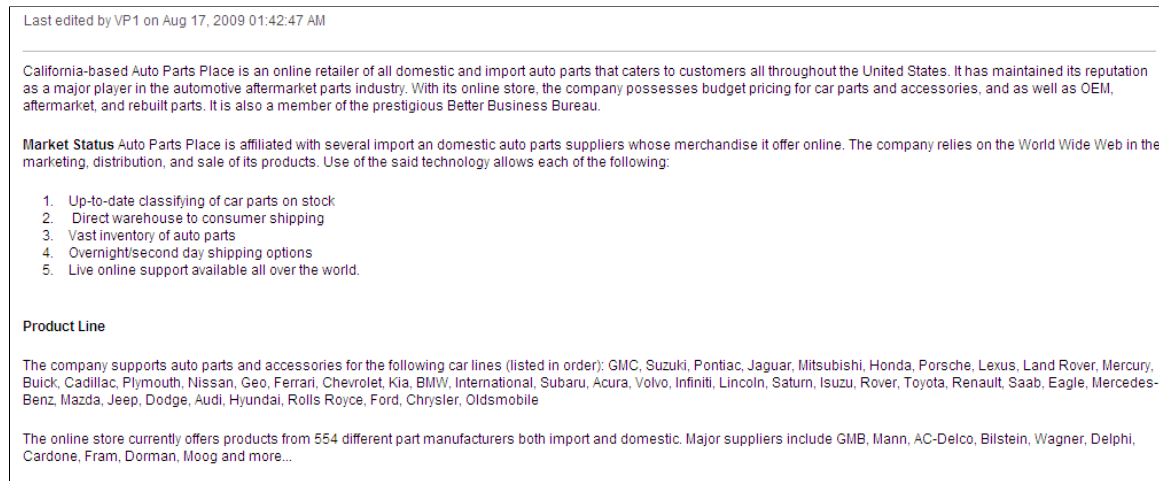 Last edited by VP1 on Aug 17, 2009 01:42:47 AM
California-based Auto Parts Place is an online retailer of all domestic and import auto parts that caters to customers all throughout the United States. It has maintained its reputation
as a major player in the automotive aftermarket parts industry. With its online store, the company possesses budget pricing for car parts and accessories, and as well as OEM,
aftermarket, and rebuilt parts. It is also a member of the prestigious Better Business Bureau.
Market Status Auto Parts Place is affiliated with several import an domestic auto parts suppliers whose merchandise it offer online. The company relies on the World Wide Web in the
marketing, distribution, and sale of its products. Use of the said technology allows each of the following:
1. Up-to-date classifying of car parts on stock
2. Direct warehouse to consumer shipping
3. Vast inventory of auto parts
4. Overnight/second day shipping options
5. Live online support available all over the world.
Product Line
The company supports auto parts and accessories for the following car lines (listed in order): GMC, Suzuki, Pontiac, Jaguar, Mitsubishi, Honda, Porsche, Lexus, Land Rover, Mercury,
Buick, Cadillac, Plymouth, Nissan, Geo, Ferrari, Chevrolet, Kia, BMW, International, Subaru, Acura, Volvo, Infiniti, Lincoln, Saturn, Isuzu, Rover, Toyota, Renault, Saab, Eagle, Mercedes-
Benz, Mazda, Jeep, Dodge, Audi, Hyundai, Rolls Royce, Ford, Chrysler, Oldsmobile
The online store currently offers products from 554 different part manufacturers both import and domestic. Major suppliers include GMB, Mann, AC-Delco, Bilstein, Wagner, Delphi,
Cardone, Fram, Dorman, Moog and more...